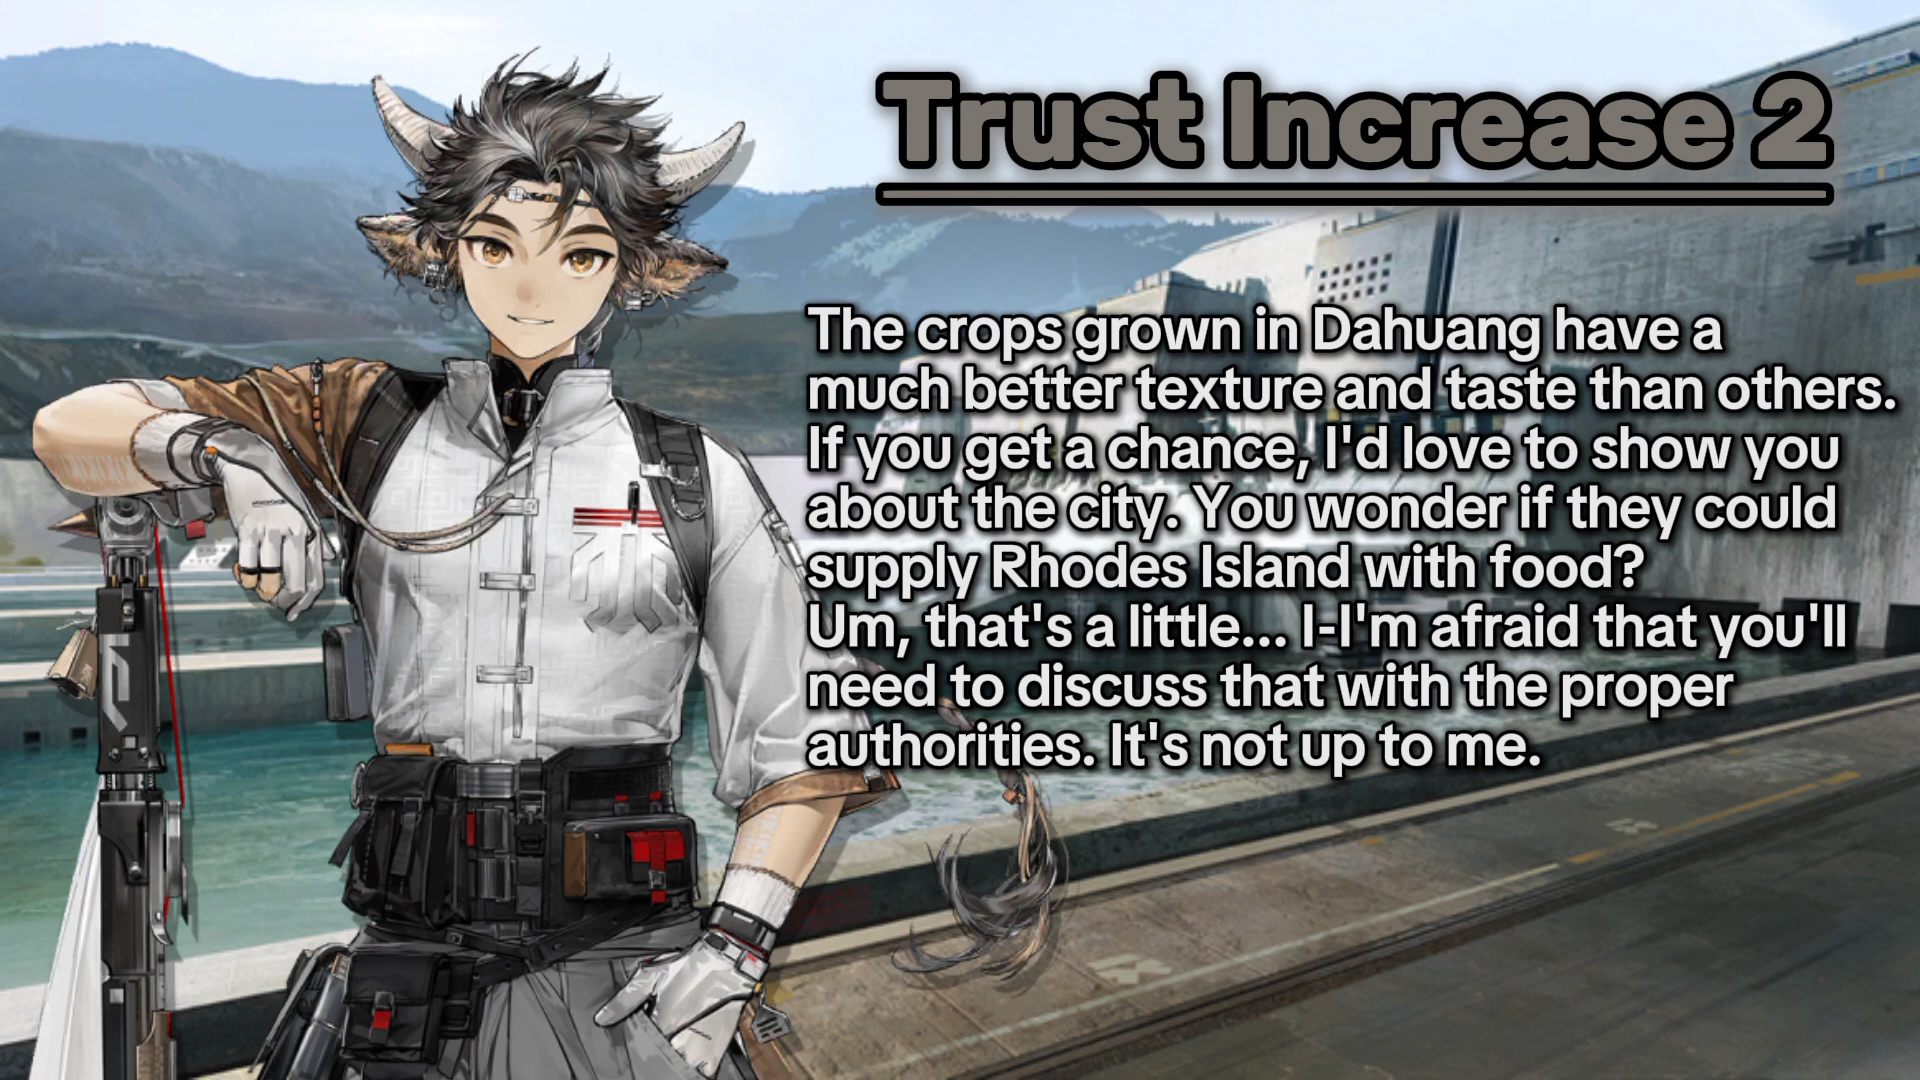 Trust Increase 2
The crops grown in Dahuang have a
much better texture and taste than others.
If you get a chance, I'd love to show you
about the city. You wonder if they could
supply Rhodes Island with food?
Um, that's a little... I-I'm afraid that you'll
need to discuss that with the proper
authorities. It's not up to me.